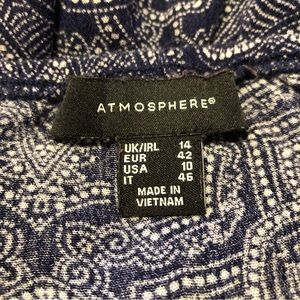 ATMOSPHERE®
UK/IRL 14
EUR 42
USA 10
IT 46
MADE IN
VIETNAM